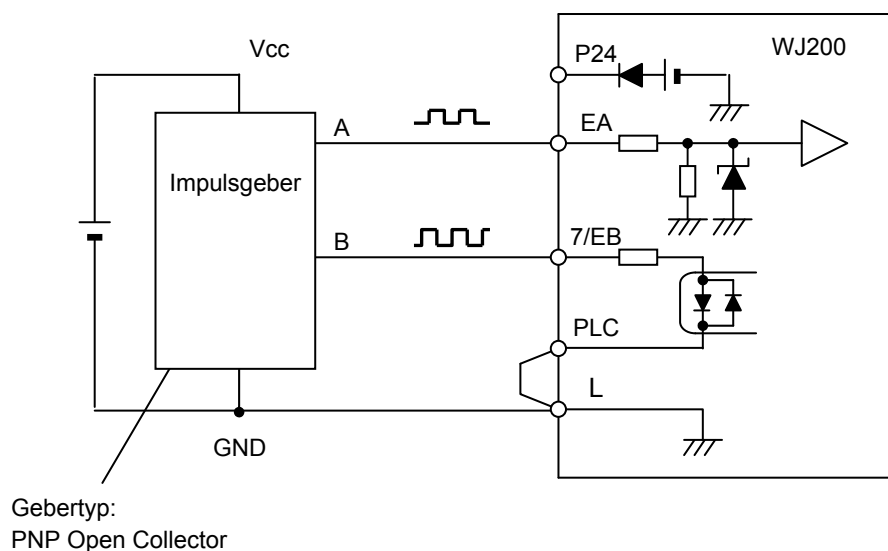 Vcc
WJ200
P24
A
EA
Impulsgeber
B
7/EB
PLC
L
GND
Gebertyp:
PNP Open Collector